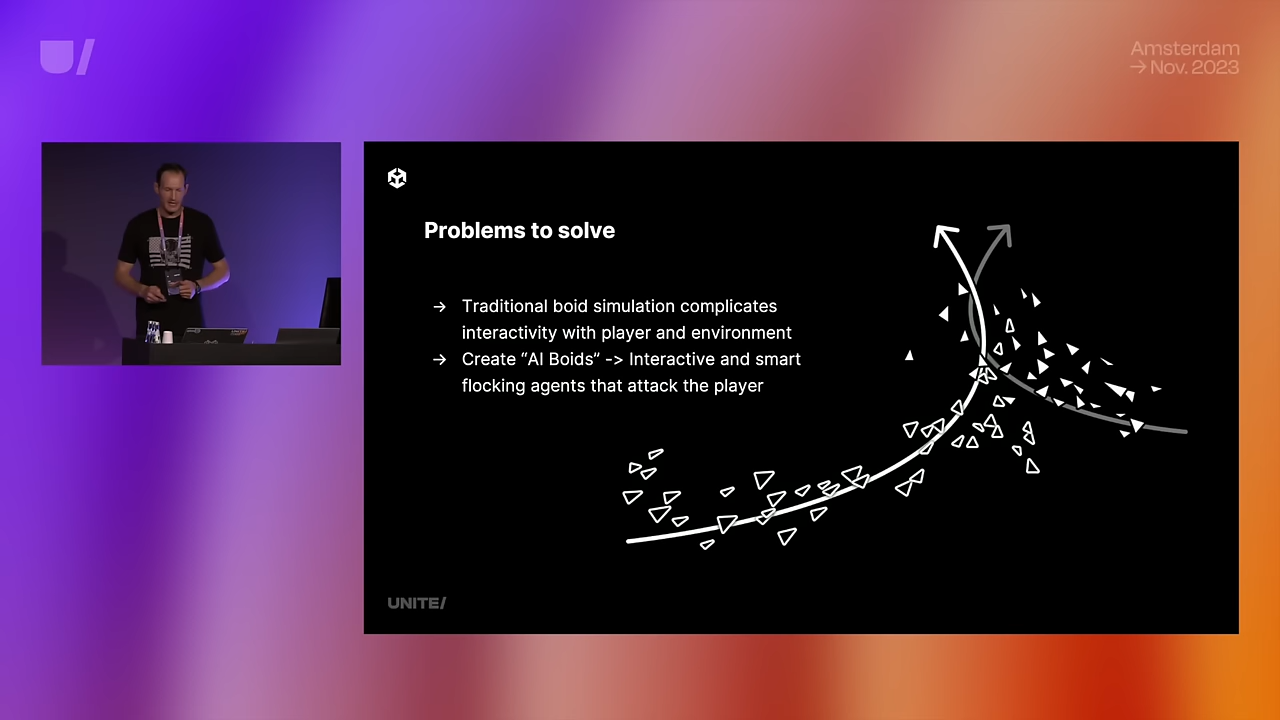 Amsterdam
→ Nov. 2023
Problems to solve
→ Traditional boid simulation complicates
interactivity with player and environment
→ Create “AI Boids” -> Interactive and smart
flocking agents that attack the player
UNITE/